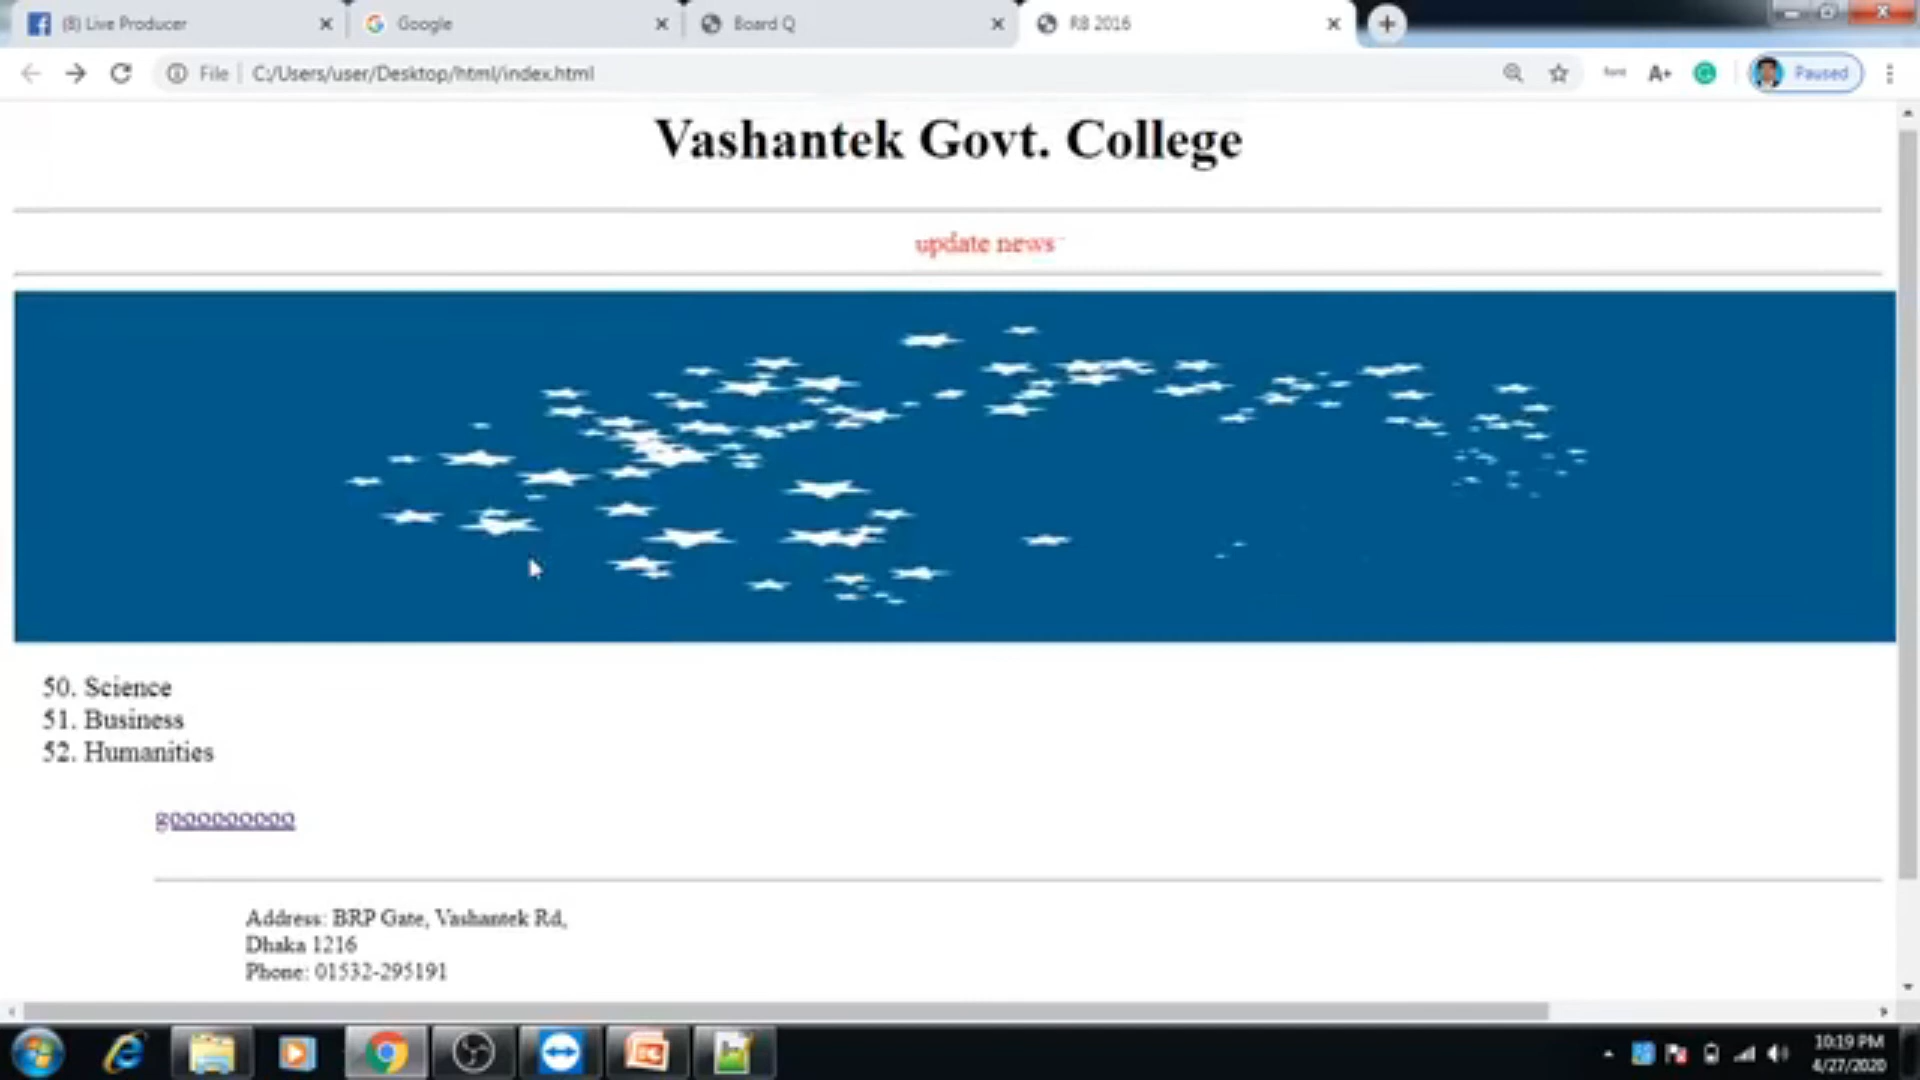 (8) Live Producer
Google
Board Q
RB 2016
File
C:/Users/user/Desktop/html/index.html
A+
Paused
Vashantek Govt. College
update news
50. Science
51. Business
52. Humanities
gooooooooo
Address: BRP Gate, Vashantek Rd,
Dhaka 1216
Phone: 01532-295191
10:19 PM
4/27/2020